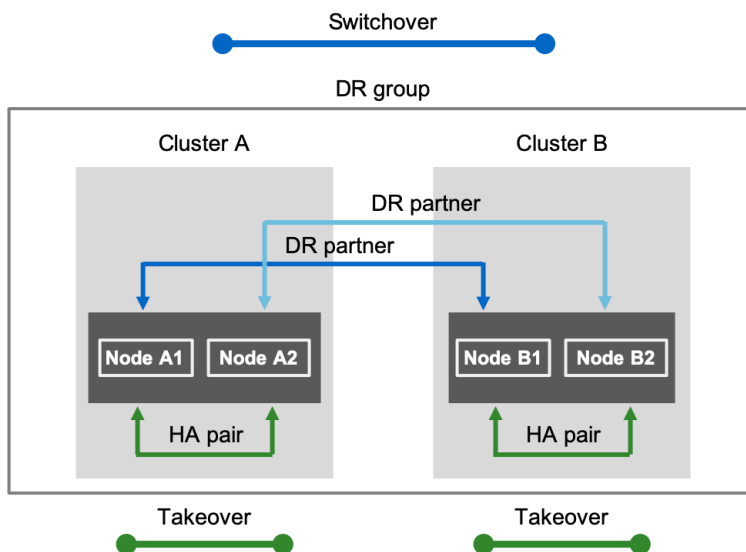 Switchover
DR group
Cluster A
Cluster B
DR partner
DR partner
Node A1
Node A2
Node B1
Node B2
HA pair
HA pair
Takeover
Takeover